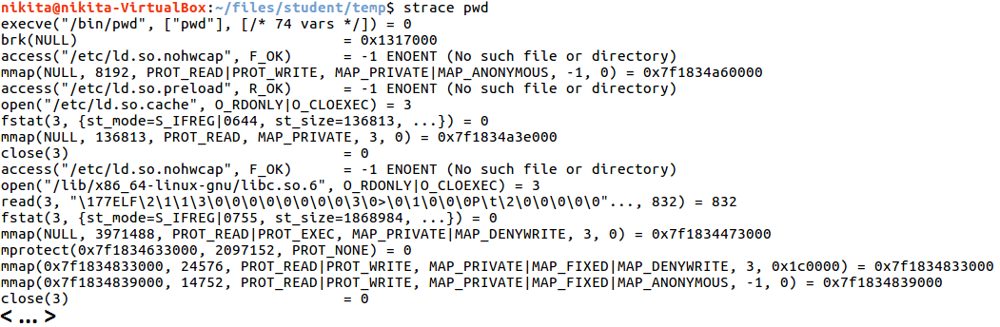 nikita@nikita-VirtualBox:~/files/student/temp$ strace pwd
execve("/bin/pwd", ["pwd"], [/* 74 vars */]) = 0
brk(NULL)                               = 0x1317000
access("/etc/ld.so.nohwcap", F_OK)      = -1 ENOENT (No such file or directory)
mmap(NULL, 8192, PROT_READ|PROT_WRITE, MAP_PRIVATE|MAP_ANONYMOUS, -1, 0) = 0x7f1834a60000
access("/etc/ld.so.preload", R_OK)      = -1 ENOENT (No such file or directory)
open("/etc/ld.so.cache", O_RDONLY|O_CLOEXEC) = 3
fstat(3, {st_mode=S_IFREG|0644, st_size=136813, ...}) = 0
mmap(NULL, 136813, PROT_READ, MAP_PRIVATE, 3, 0) = 0x7f1834a3e000
close(3)                                = 0
access("/etc/ld.so.nohwcap", F_OK)      = -1 ENOENT (No such file or directory)
open("/lib/x86_64-linux-gnu/libc.so.6", O_RDONLY|O_CLOEXEC) = 3
read(3, "\177ELF\2\1\1\3\0\0\0\0\0\0\0\0\3\0>\0\1\0\0\0P\t\2\0\0\0\0\0"..., 832) = 832
fstat(3, {st_mode=S_IFREG|0755, st_size=1868984, ...}) = 0
mmap(NULL, 3971488, PROT_READ|PROT_EXEC, MAP_PRIVATE|MAP_DENYWRITE, 3, 0) = 0x7f1834473000
mprotect(0x7f1834633000, 2097152, PROT_NONE) = 0
mmap(0x7f1834833000, 24576, PROT_READ|PROT_WRITE, MAP_PRIVATE|MAP_FIXED|MAP_DENYWRITE, 3, 0x1c0000) = 0x7f1834833000
mmap(0x7f1834839000, 14752, PROT_READ|PROT_WRITE, MAP_PRIVATE|MAP_FIXED|MAP_ANONYMOUS, -1, 0) = 0x7f1834839000
close(3)                                = 0
< ... >